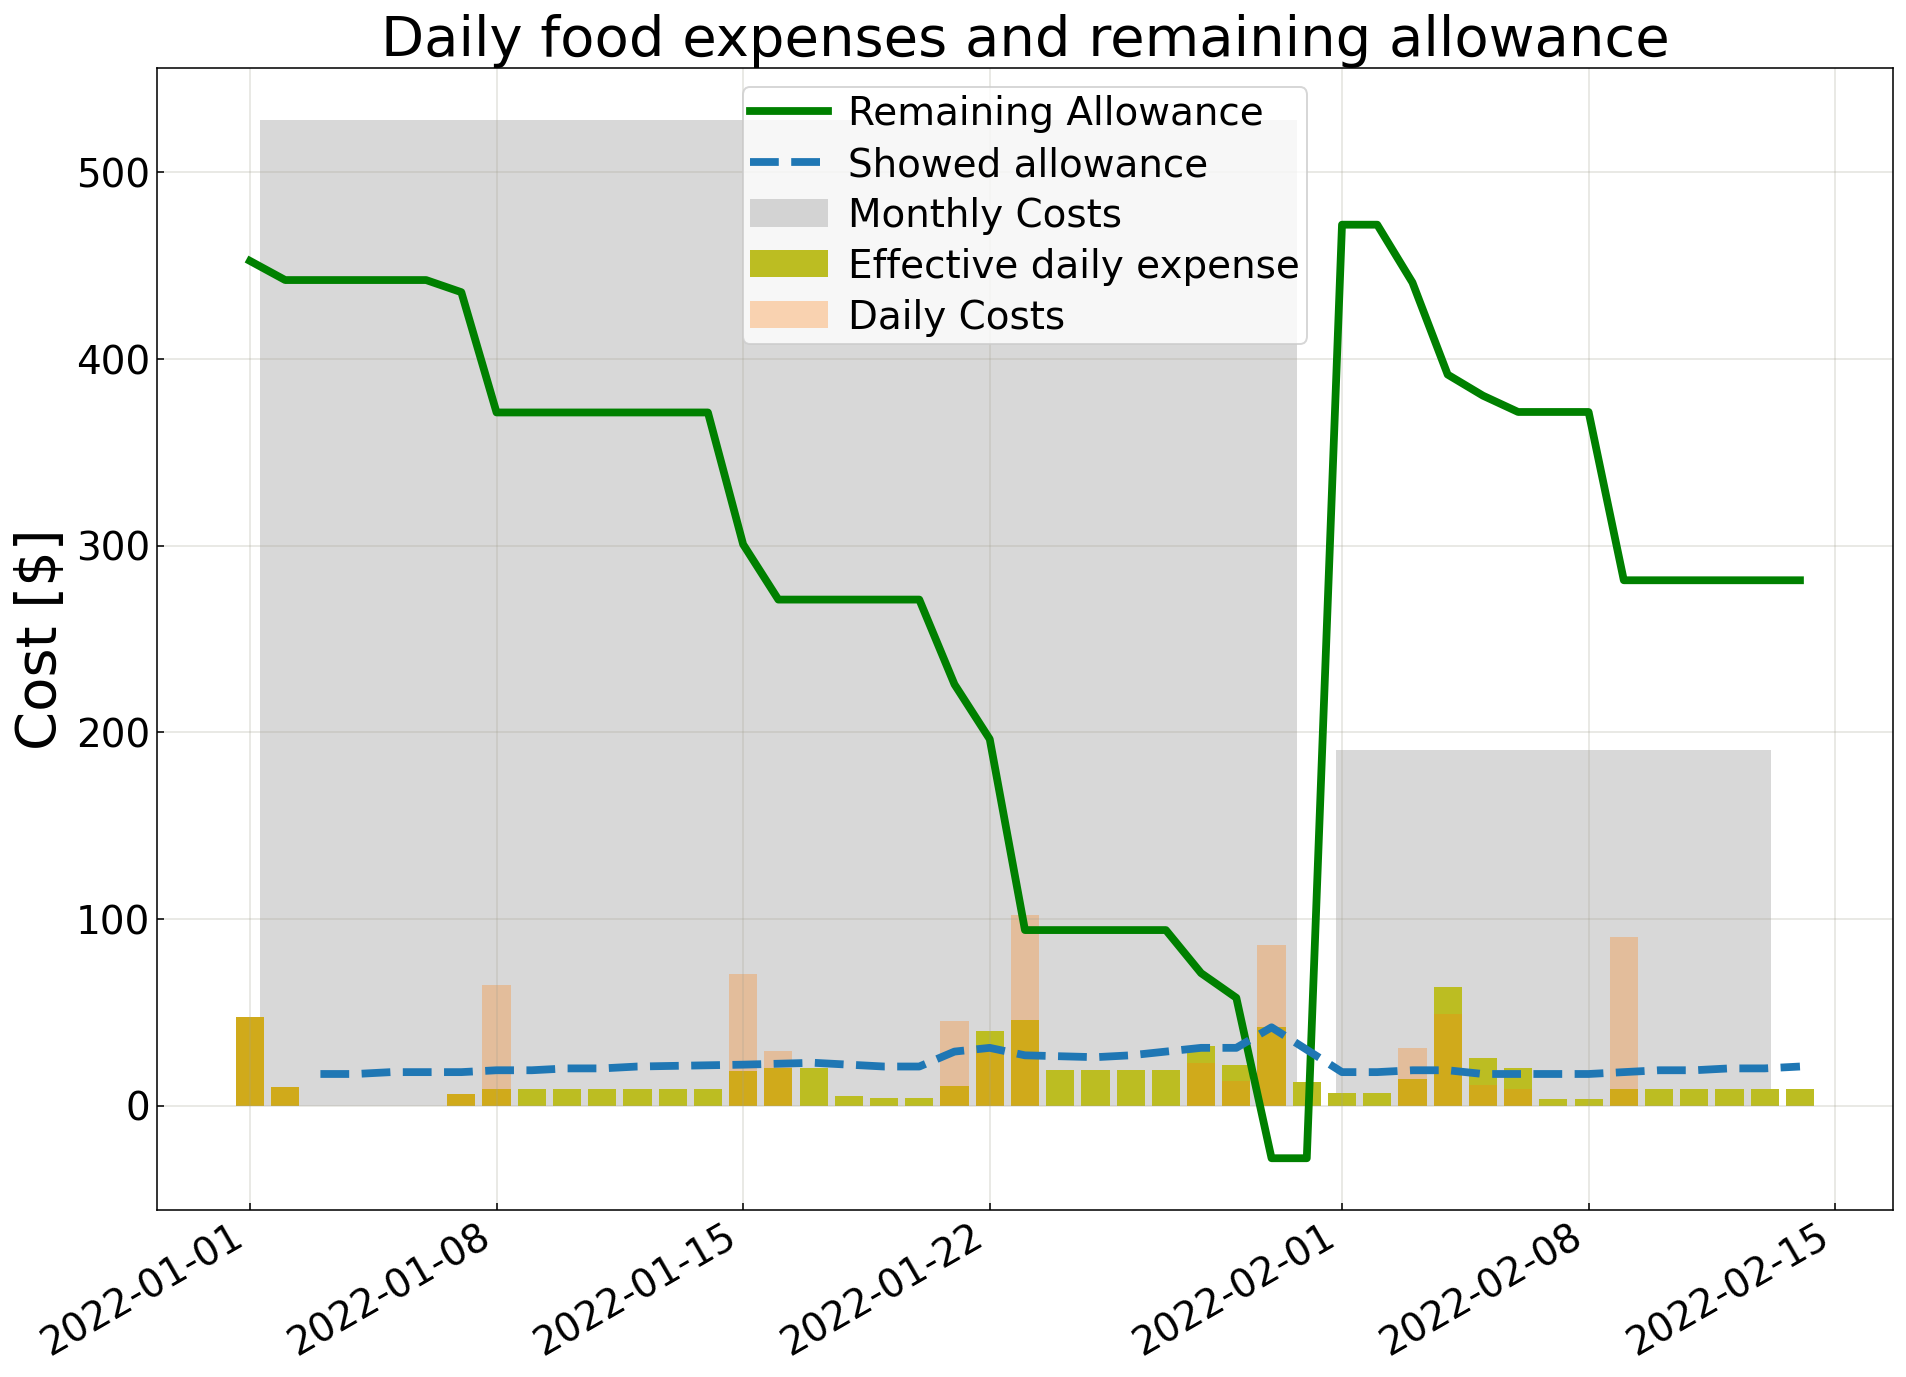 Daily food expenses and remaining allowance
Remaining Allowance
Showed allowance
Monthly Costs
Effective daily expense
Daily Costs
Cost [$]
500
400
300
200
100
0
2022-01-01
2022-01-08
2022-01-15
2022-01-22
2022-02-01
2022-02-08
2022-02-15